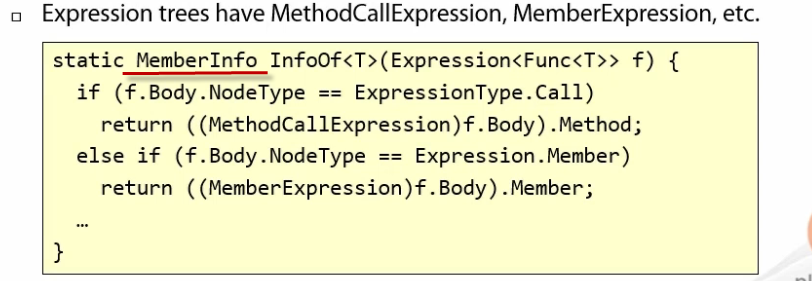 ▫ Expression trees have MethodCallExpression, MemberExpression, etc.
static MemberInfo InfoOf<T>(Expression<Func<T>> f) {
if (f.Body.NodeType == ExpressionType.Call)
return ((MethodCallExpression)f.Body).Method;
else if (f.Body.NodeType == Expression.Member)
return ((MemberExpression)f.Body).Member;
…
}